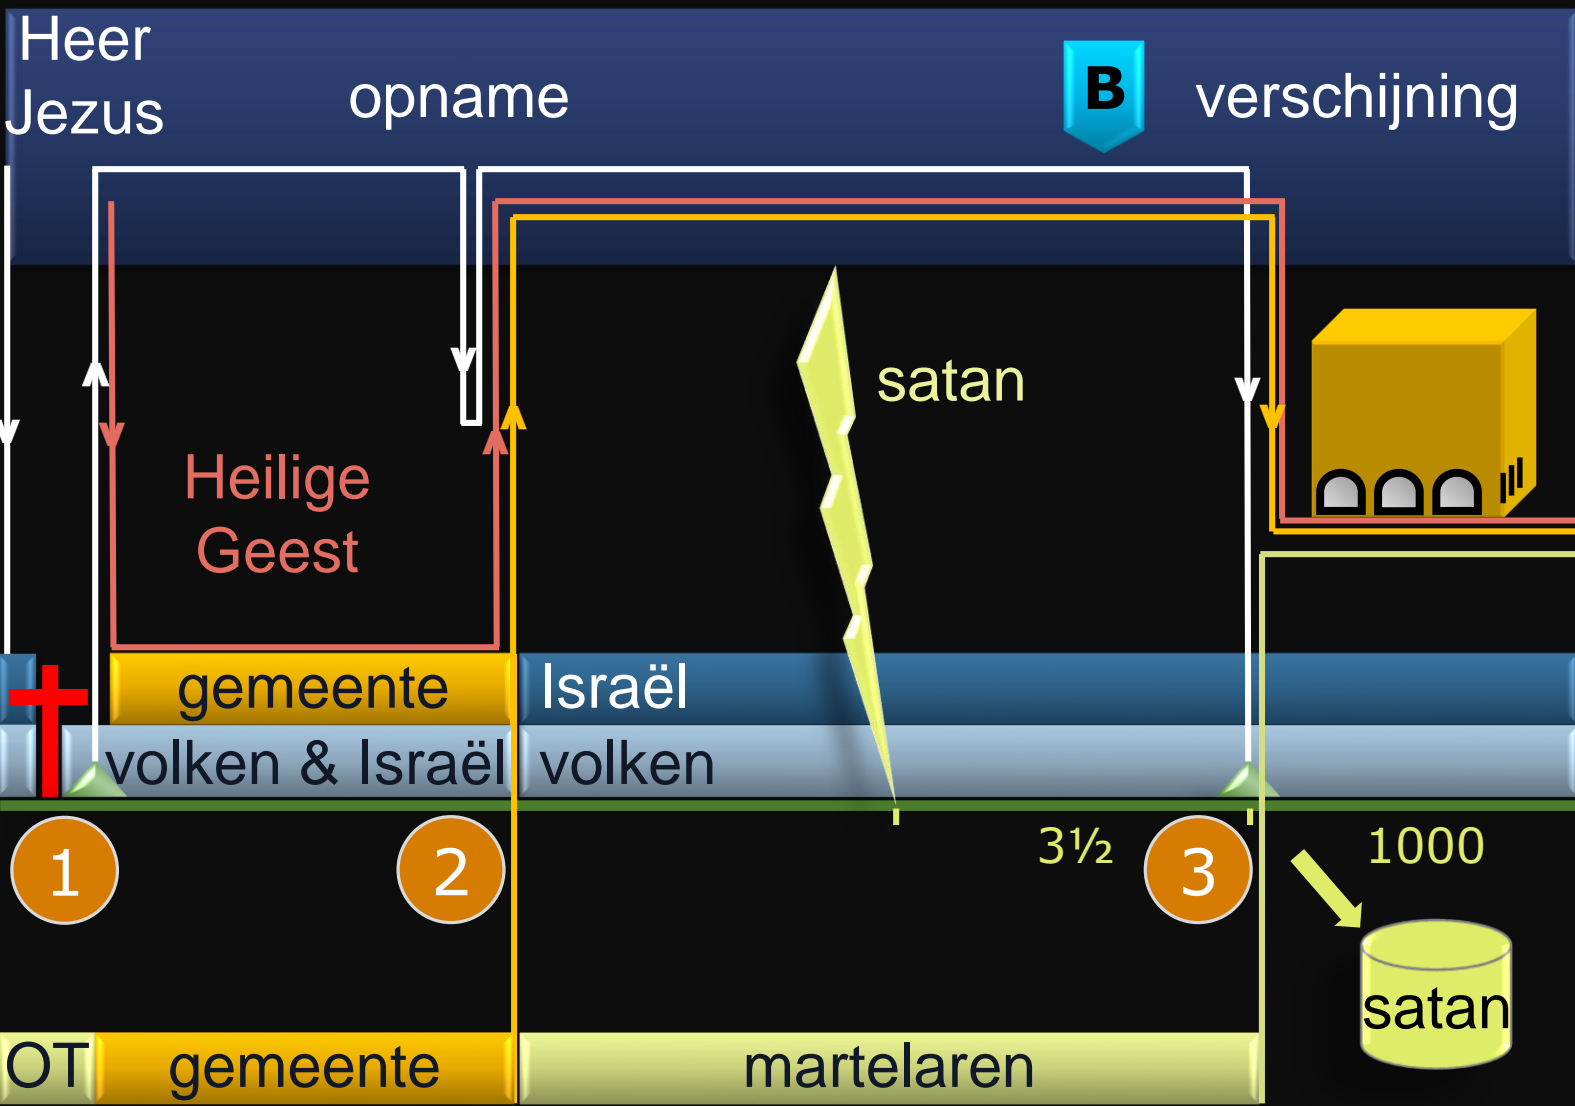 Heer
Jezus
opname
B
verschijning
satan
Heilige
Geest
gemeente
Israël
volken & Israël
volken
1
2
3½
3
1000
satan
OT
gemeente
martelaren